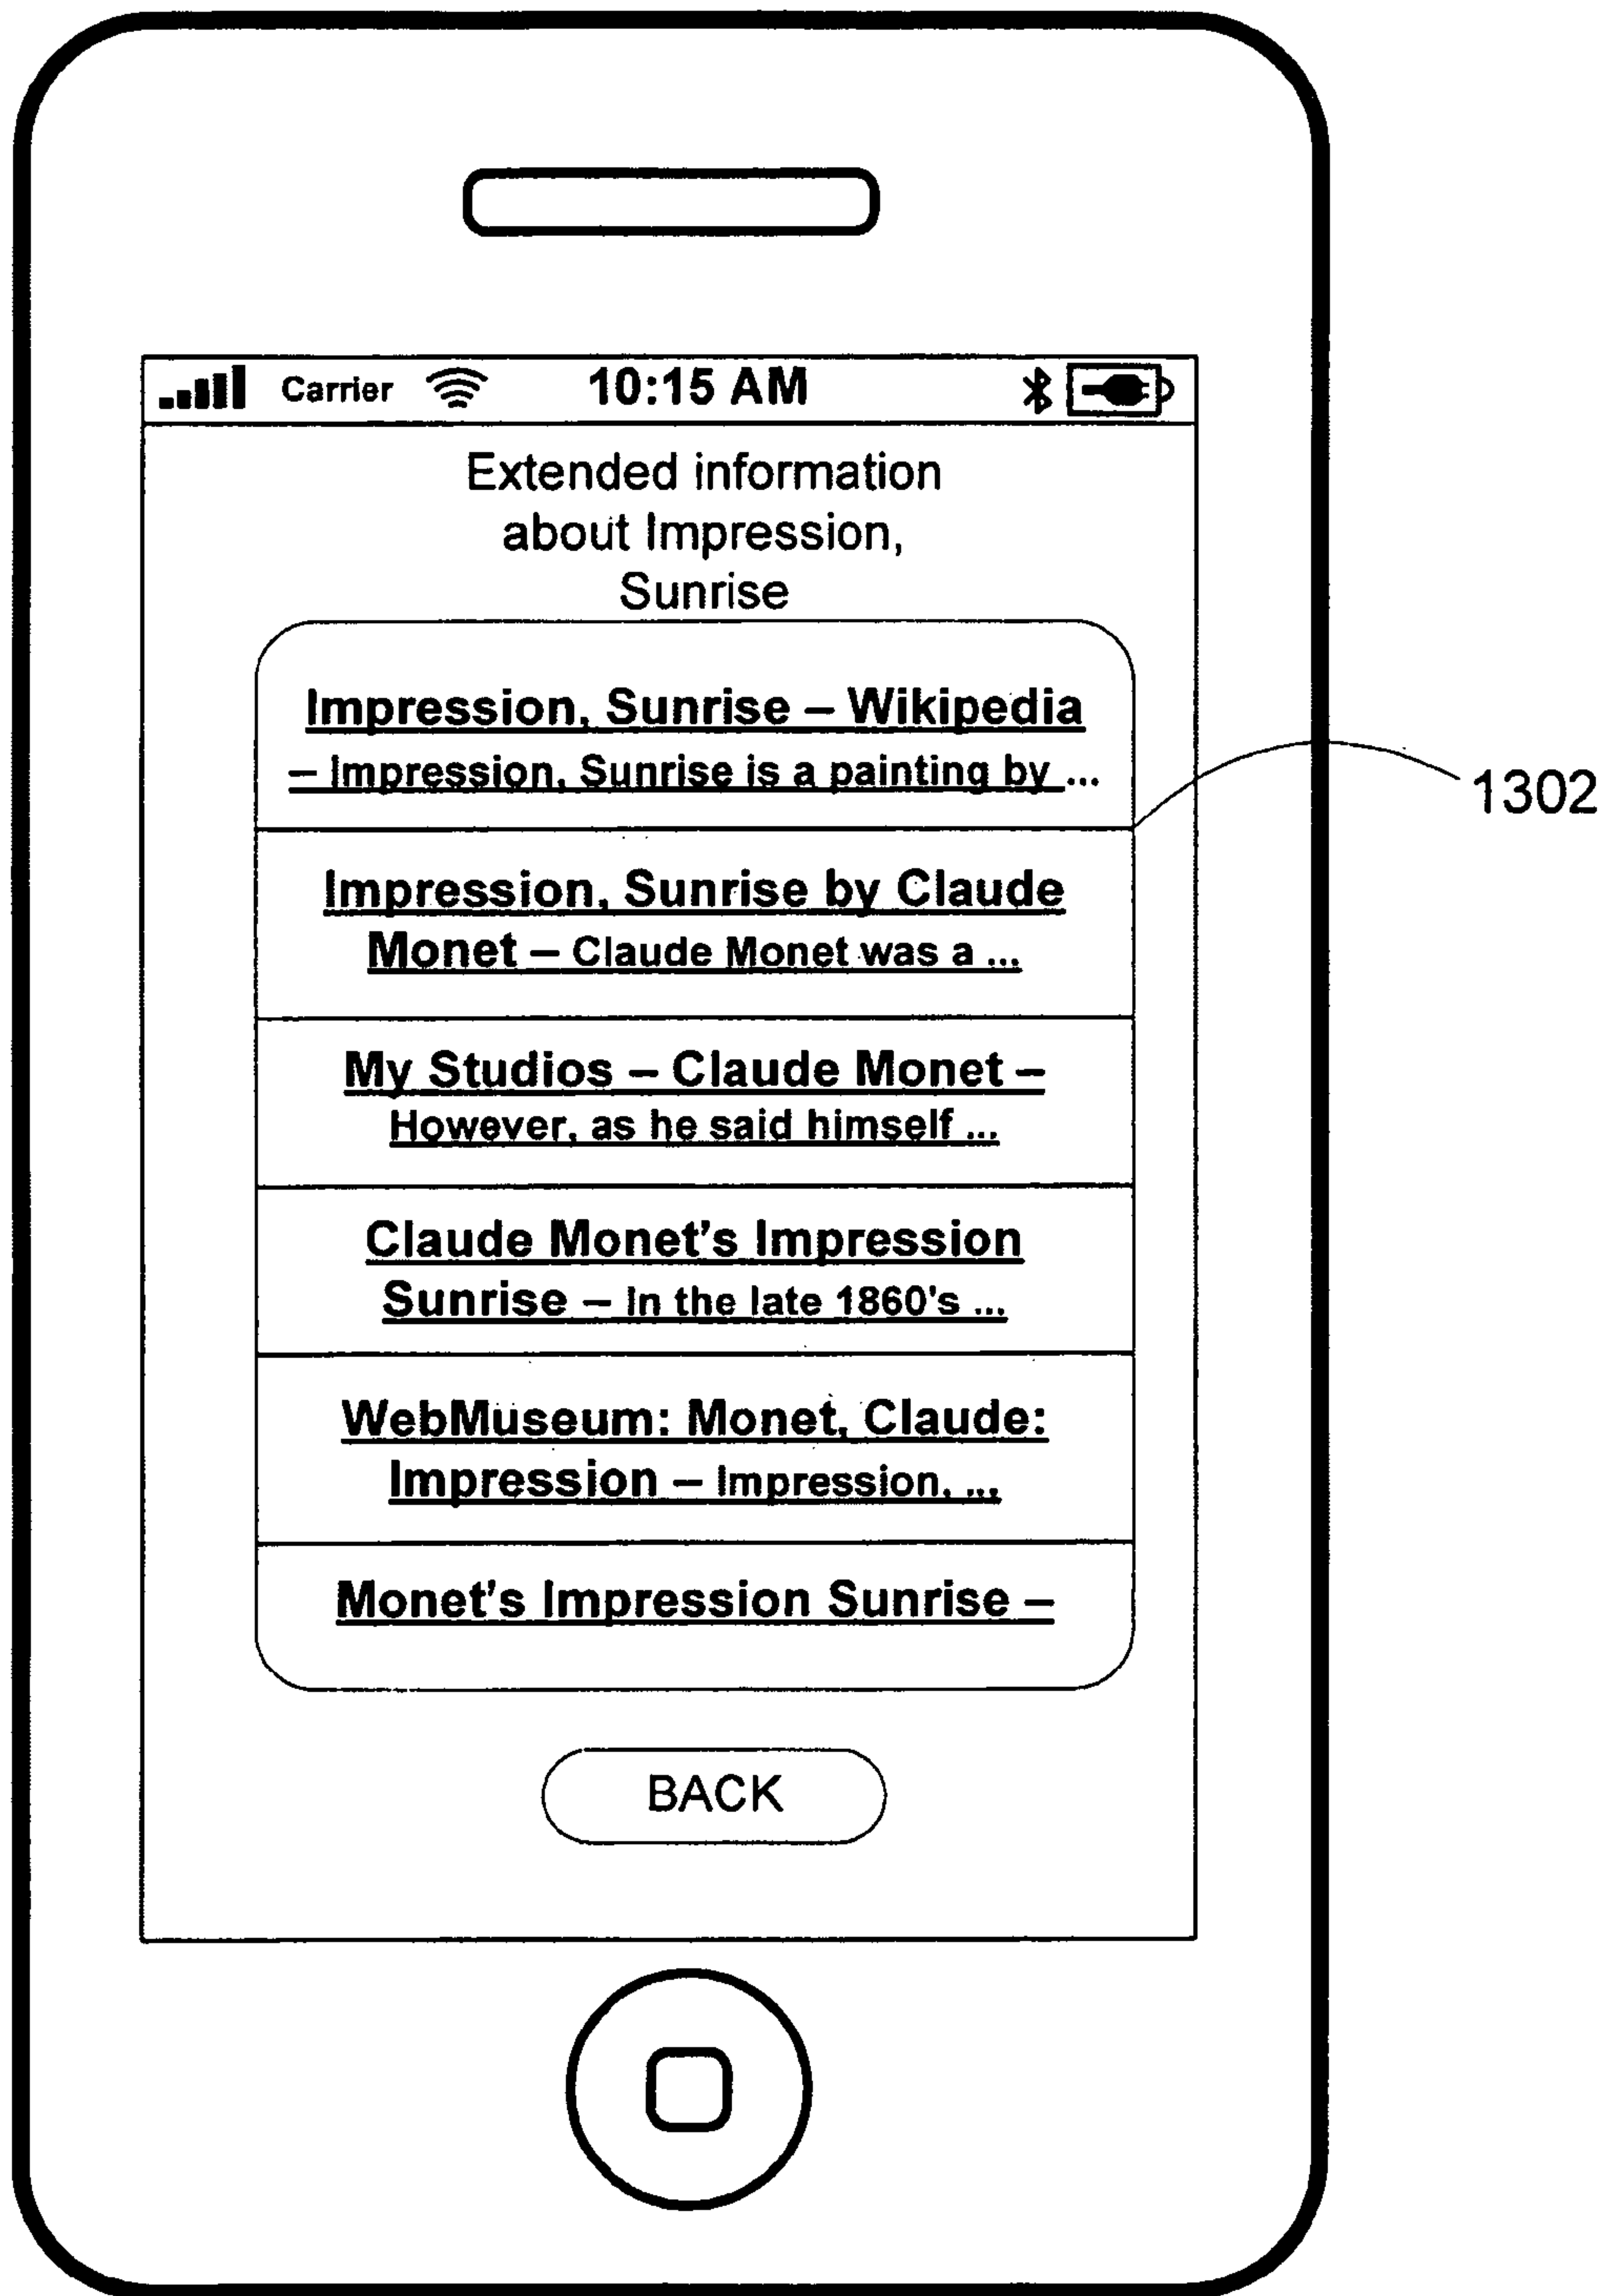 Carrier 10:15 AM
Extended information
about Impression,
Sunrise
Impression, Sunrise – Wikipedia
– Impression, Sunrise is a painting by ...
1302
Impression, Sunrise by Claude
Monet – Claude Monet was a ...
My Studios – Claude Monet –
However, as he said himself ...
Claude Monet's Impression
Sunrise – In the late 1860's ...
WebMuseum: Monet, Claude:
Impression – Impression, ...
Monet's Impression Sunrise –
BACK